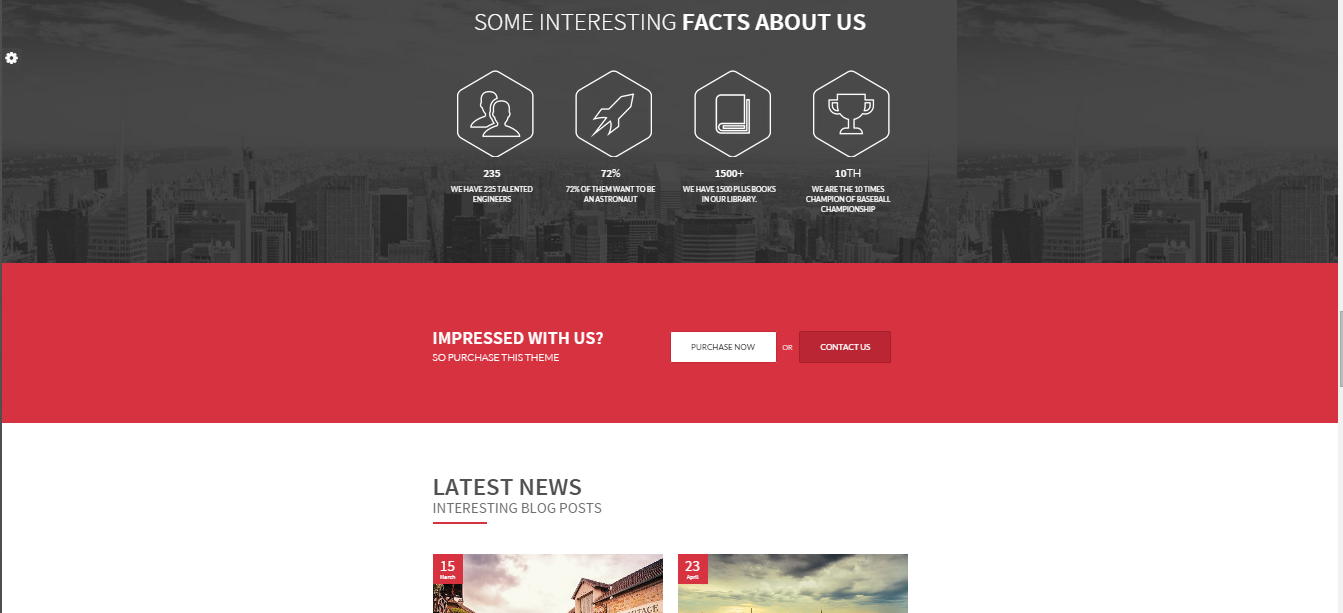 SOME INTERESTING FACTS ABOUT US
235
WE HAVE 235 TALENTED
ENGINEERS
72%
72% OF THEM WANT TO BE
AN ASTRONAUT
1500+
WE HAVE 1500 PLUS BOOKS
IN OUR LIBRARY.
10TH
WE ARE THE 10 TIMES
CHAMPION OF BASEBALL
CHAMPIONSHIP
IMPRESSED WITH US?
SO PURCHASE THIS THEME
PURCHASE NOW
OR
CONTACT US
LATEST NEWS
INTERESTING BLOG POSTS
15
March
23
April